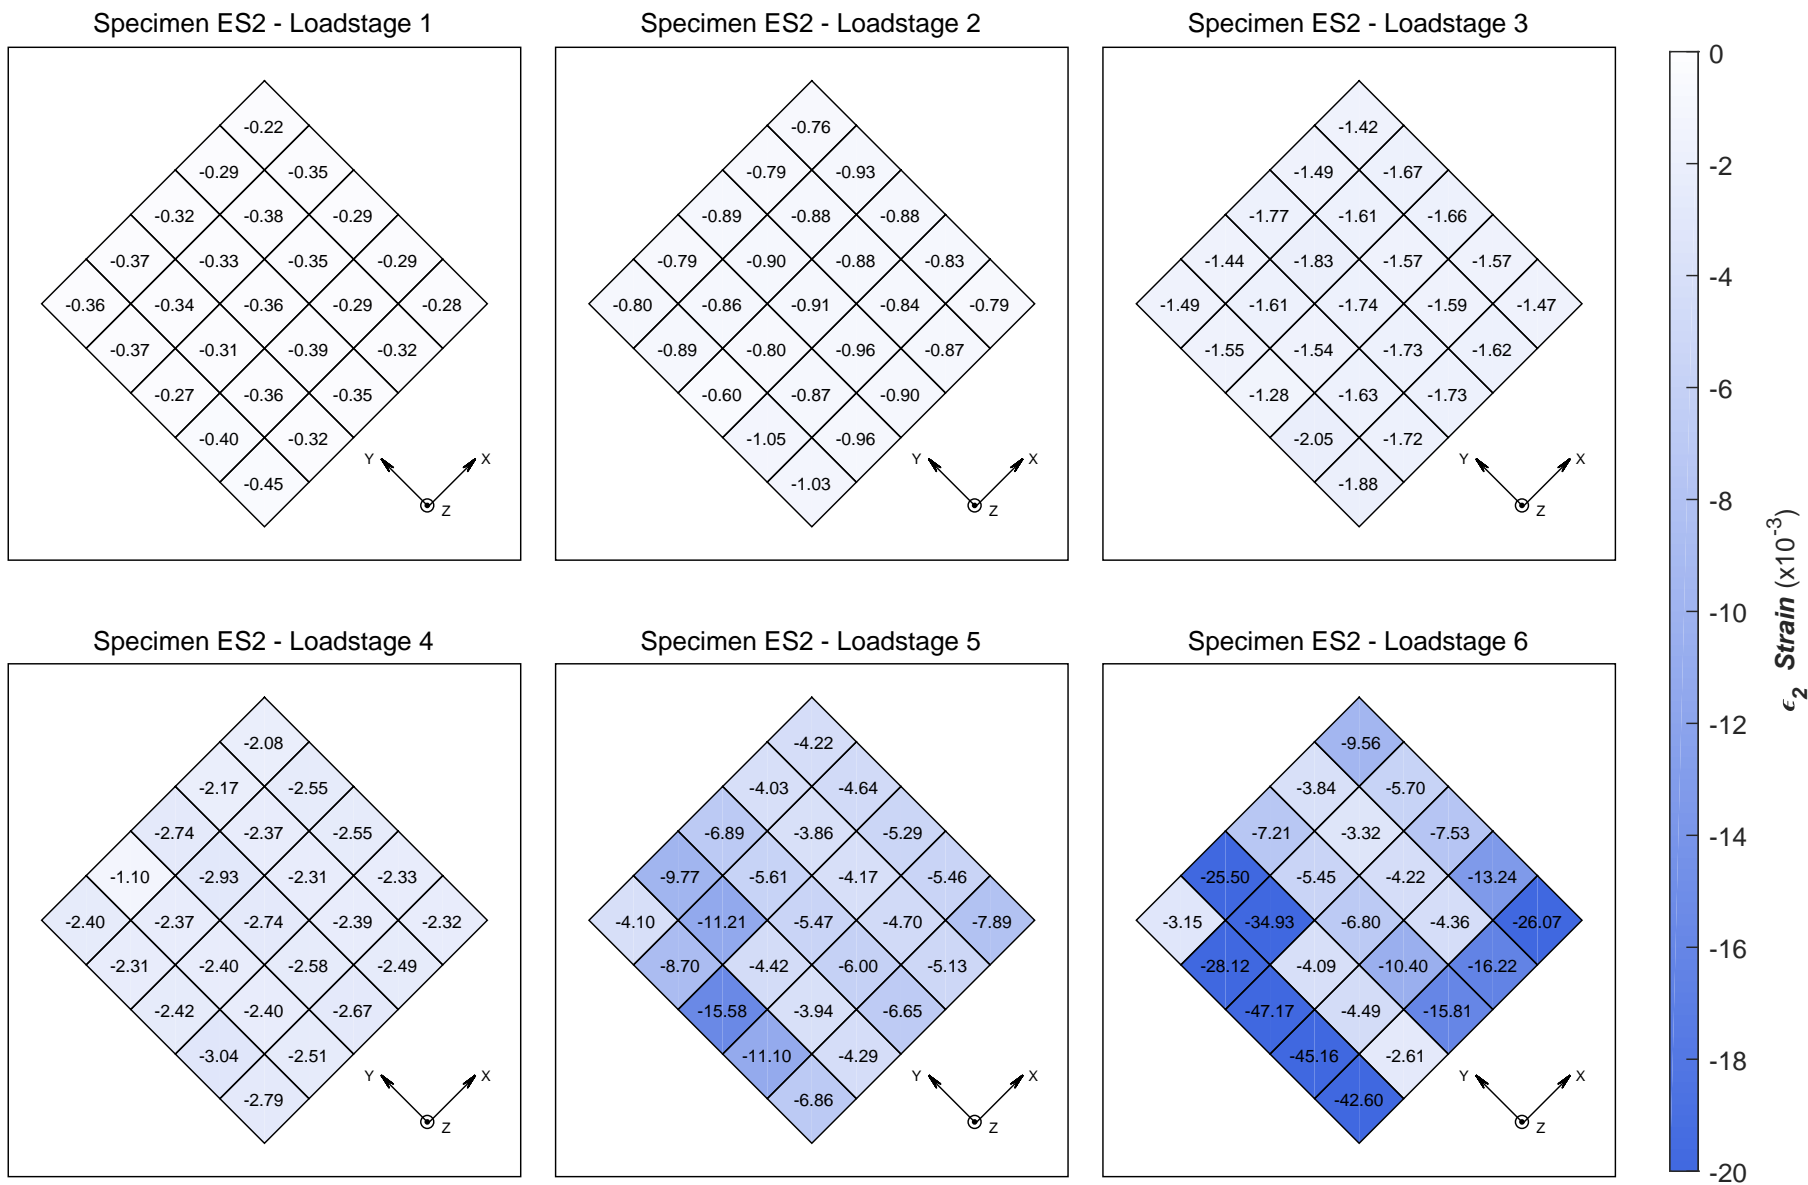 Specimen ES2 - Loadstage 1
-0.22
-0.29 -0.35
-0.32 -0.38 -0.29
-0.37 -0.33 -0.35 -0.29
-0.36 -0.34 -0.36 -0.29 -0.28
-0.37 -0.31 -0.39 -0.32
-0.27 -0.36 -0.35
-0.40 -0.32
-0.45
Y X
Z
Specimen ES2 - Loadstage 2
-0.76
-0.79 -0.93
-0.89 -0.88 -0.88
-0.79 -0.90 -0.88 -0.83
-0.80 -0.86 -0.91 -0.84 -0.79
-0.89 -0.80 -0.96 -0.87
-0.60 -0.87 -0.90
-1.05 -0.96
-1.03
Y X
Z
Specimen ES2 - Loadstage 3
-1.42
-1.49 -1.67
-1.77 -1.61 -1.66
-1.44 -1.83 -1.57 -1.57
-1.49 -1.61 -1.74 -1.59 -1.47
-1.55 -1.54 -1.73 -1.62
-1.28 -1.63 -1.73
-2.05 -1.72
-1.88
Y X
Z
Specimen ES2 - Loadstage 4
-2.08
-2.17 -2.55
-2.74 -2.37 -2.55
-1.10 -2.93 -2.31 -2.33
-2.40 -2.37 -2.74 -2.39 -2.32
-2.31 -2.40 -2.58 -2.49
-2.42 -2.40 -2.67
-3.04 -2.51
-2.79
Y X
Z
Specimen ES2 - Loadstage 5
-4.22
-4.03 -4.64
-6.89 -3.86 -5.29
-9.77 -5.61 -4.17 -5.46
-4.10 -11.21 -5.47 -4.70 -7.89
-8.70 -4.42 -6.00 -5.13
-15.58 -3.94 -6.65
-11.10 -4.29
-6.86
Y X
Z
Specimen ES2 - Loadstage 6
-9.56
-3.84 -5.70
-7.21 -3.32 -7.53
-25.50 -5.45 -4.22 -13.24
-3.15 -34.93 -6.80 -4.36 -26.07
-28.12 -4.09 -10.40 -16.22
-47.17 -4.49 -15.81
-45.16 -2.61
-42.60
Y X
Z
0
-2
-4
-6
-8
-10
-12
-14
-16
-18
-20
ϵ₂ Strain (x10⁻³)